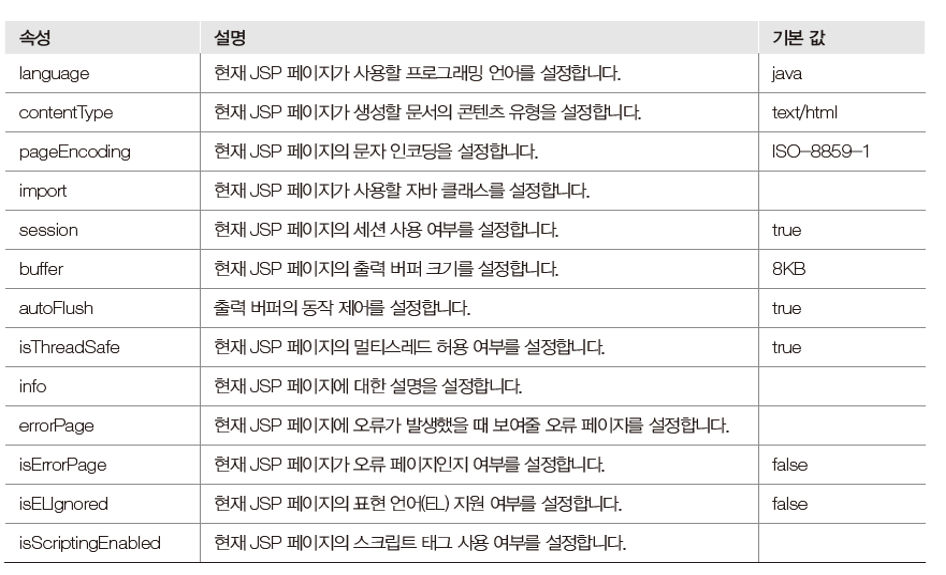 속성 설명 기본 값
language 현재 JSP 페이지가 사용할 프로그래밍 언어를 설정합니다. java
contentType 현재 JSP 페이지가 생성할 문서의 콘텐츠 유형을 설정합니다. text/html
pageEncoding 현재 JSP 페이지의 문자 인코딩을 설정합니다. ISO-8859-1
import 현재 JSP 페이지가 사용할 자바 클래스를 설정합니다.
session 현재 JSP 페이지의 세션 사용 여부를 설정합니다. true
buffer 현재 JSP 페이지의 출력 버퍼 크기를 설정합니다. 8KB
autoFlush 출력 버퍼의 동작 제어를 설정합니다. true
isThreadSafe 현재 JSP 페이지의 멀티스레드 허용 여부를 설정합니다. true
info 현재 JSP 페이지에 대한 설명을 설정합니다.
errorPage 현재 JSP 페이지에 오류가 발생했을 때 보여줄 오류 페이지를 설정합니다.
isErrorPage 현재 JSP 페이지가 오류 페이지인지 여부를 설정합니다. false
isELIgnored 현재 JSP 페이지의 표현 언어(EL) 지원 여부를 설정합니다. false
isScriptingEnabled 현재 JSP 페이지의 스크립트 태그 사용 여부를 설정합니다.